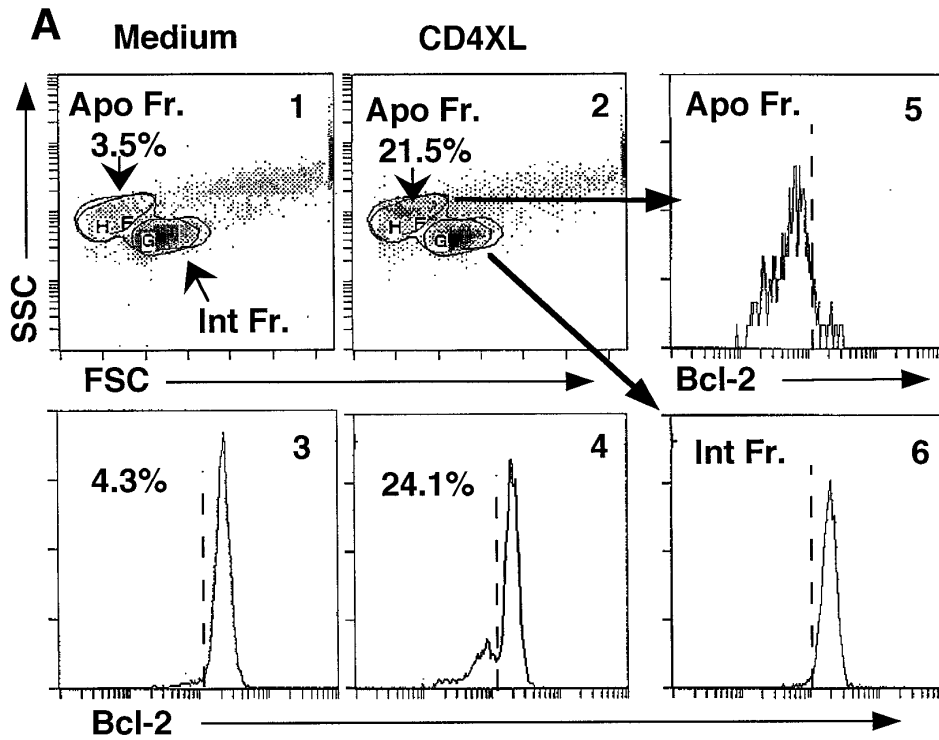 A
Medium
CD4XL
Apo Fr.
3.5%
1
H
F
G
Int Fr.
Apo Fr.
21.5%
2
H
F
G
Apo Fr.
5
SSC
FSC
Bcl-2
4.3%
3
24.1%
4
Int Fr.
6
Bcl-2